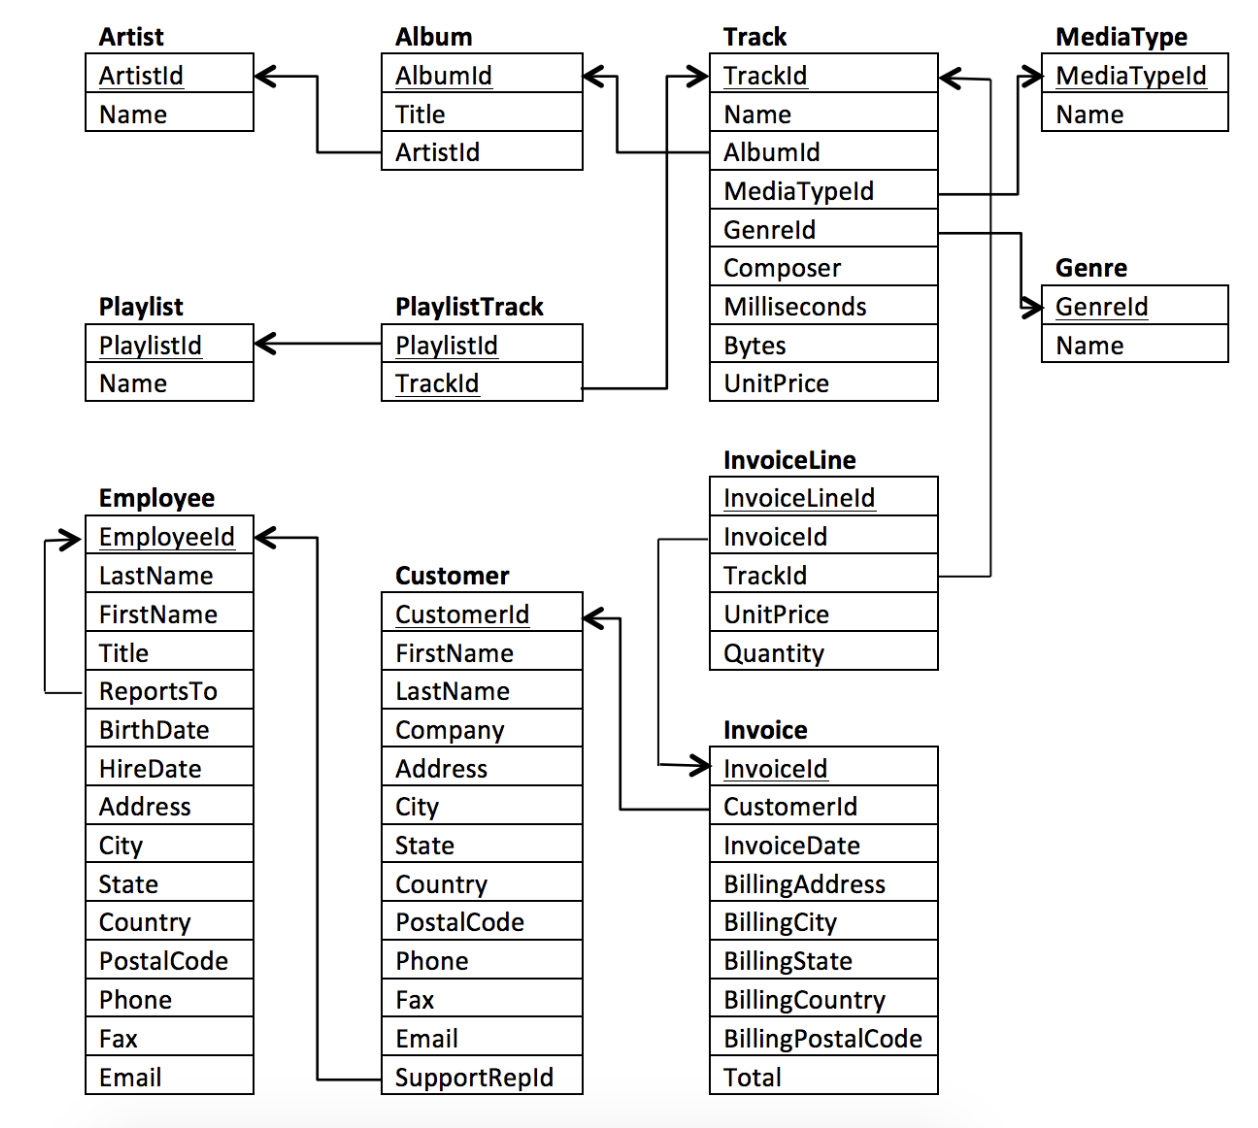 Artist
ArtistId
Name
Album
AlbumId
Title
ArtistId
Track
TrackId
Name
AlbumId
MediaTypeId
GenreId
Composer
Milliseconds
Bytes
UnitPrice
MediaType
MediaTypeId
Name
Genre
GenreId
Name
Playlist
PlaylistId
Name
PlaylistTrack
PlaylistId
TrackId
Employee
EmployeeId
LastName
FirstName
Title
ReportsTo
BirthDate
HireDate
Address
City
State
Country
PostalCode
Phone
Fax
Email
Customer
CustomerId
FirstName
LastName
Company
Address
City
State
Country
PostalCode
Phone
Fax
Email
SupportRepId
InvoiceLine
InvoiceLineId
InvoiceId
TrackId
UnitPrice
Quantity
Invoice
InvoiceId
CustomerId
InvoiceDate
BillingAddress
BillingCity
BillingState
BillingCountry
BillingPostalCode
Total